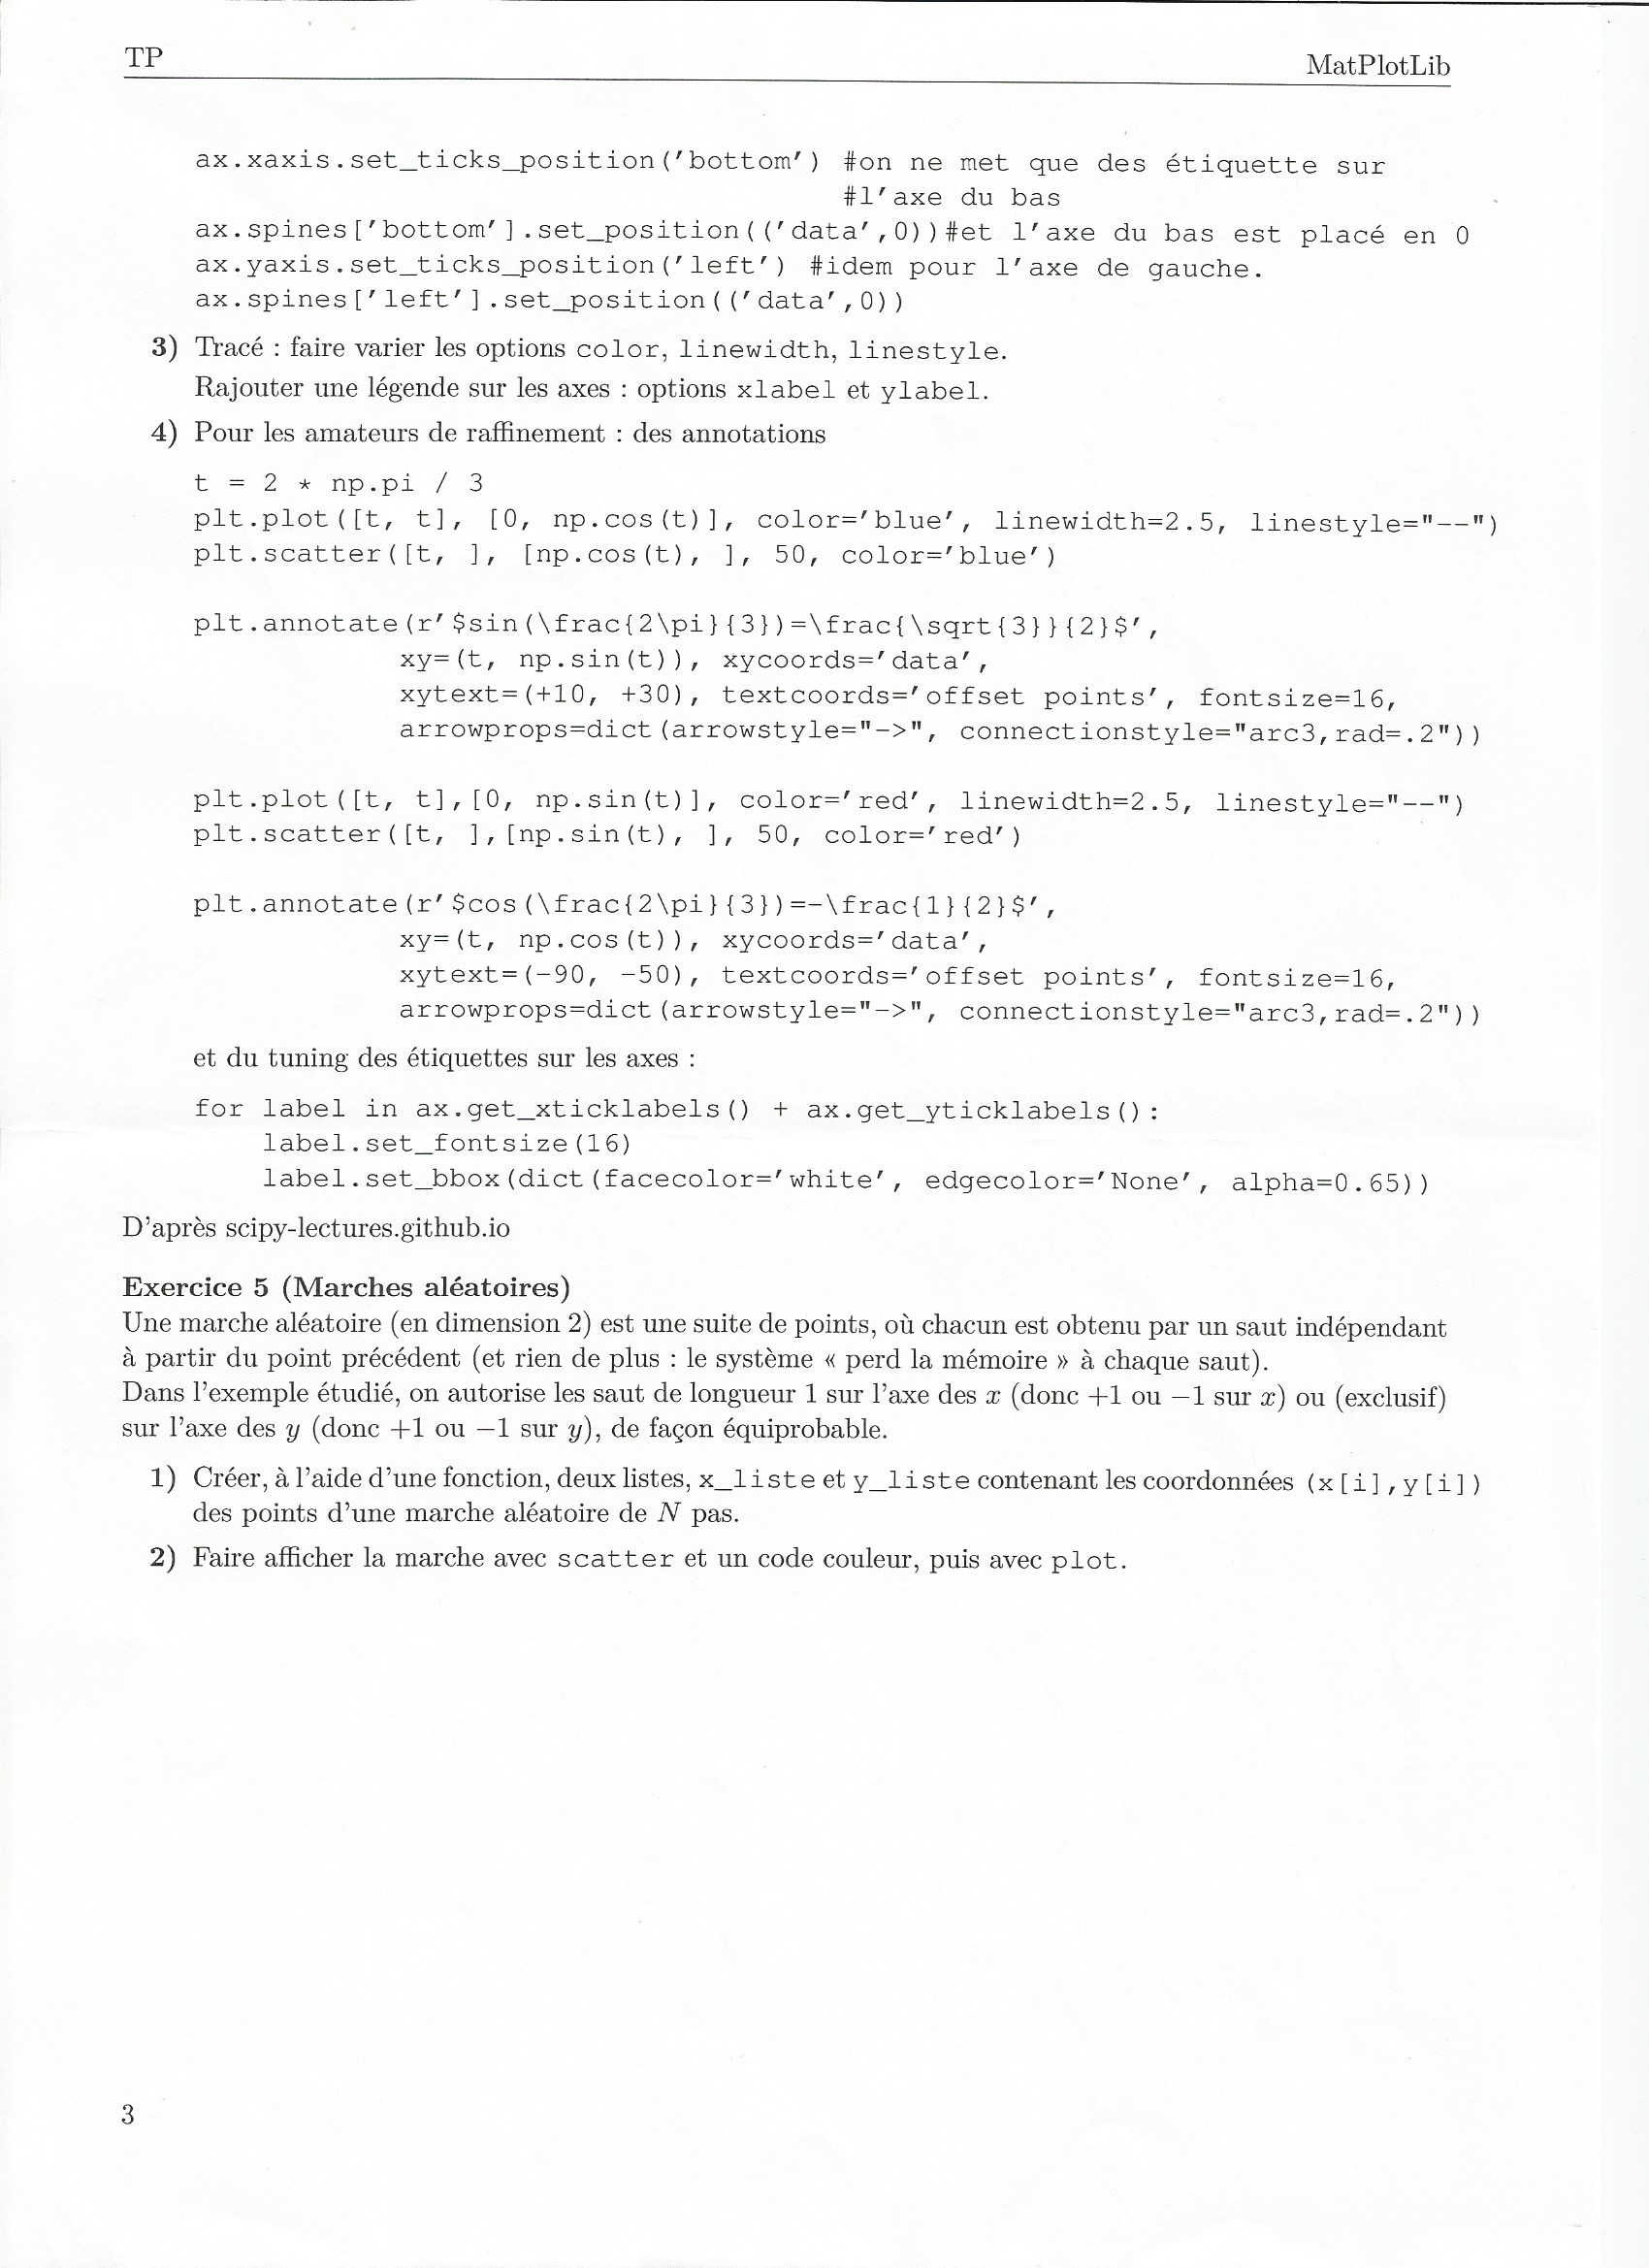 TP MatPlotLib
ax.xaxis.set_ticks_position('bottom') #on ne met que des étiquette sur
#l'axe du bas
ax.spines['bottom'].set_position(('data',0))#et l'axe du bas est placé en 0
ax.yaxis.set_ticks_position('left') #idem pour l'axe de gauche.
ax.spines['left'].set_position(('data',0))
3) Tracé : faire varier les options color, linewidth, linestyle.
Rajouter une légende sur les axes : options xlabel et ylabel.
4) Pour les amateurs de raffinement : des annotations
t = 2 * np.pi / 3
plt.plot([t, t], [0, np.cos(t)], color='blue', linewidth=2.5, linestyle="--")
plt.scatter([t, ], [np.cos(t), ], 50, color='blue')
plt.annotate(r'$sin(\frac{2\pi}{3})=\frac{\sqrt{3}}{2}$',
xy=(t, np.sin(t)), xycoords='data',
xytext=(+10, +30), textcoords='offset points', fontsize=16,
arrowprops=dict(arrowstyle="->", connectionstyle="arc3,rad=.2"))
plt.plot([t, t],[0, np.sin(t)], color='red', linewidth=2.5, linestyle="--")
plt.scatter([t, ],[np.sin(t), ], 50, color='red')
plt.annotate(r'$cos(\frac{2\pi}{3})=-\frac{1}{2}$',
xy=(t, np.cos(t)), xycoords='data',
xytext=(-90, -50), textcoords='offset points', fontsize=16,
arrowprops=dict(arrowstyle="->", connectionstyle="arc3,rad=.2"))
et du tuning des étiquettes sur les axes :
for label in ax.get_xticklabels() + ax.get_yticklabels():
label.set_fontsize(16)
label.set_bbox(dict(facecolor='white', edgecolor='None', alpha=0.65))
D'après scipy-lectures.github.io
Exercice 5 (Marches aléatoires)
Une marche aléatoire (en dimension 2) est une suite de points, où chacun est obtenu par un saut indépendant
à partir du point précédent (et rien de plus : le système « perd la mémoire » à chaque saut).
Dans l'exemple étudié, on autorise les saut de longueur 1 sur l'axe des x (donc +1 ou −1 sur x) ou (exclusif)
sur l'axe des y (donc +1 ou −1 sur y), de façon équiprobable.
1) Créer, à l'aide d'une fonction, deux listes, x_liste et y_liste contenant les coordonnées (x[i],y[i])
des points d'une marche aléatoire de N pas.
2) Faire afficher la marche avec scatter et un code couleur, puis avec plot.
3